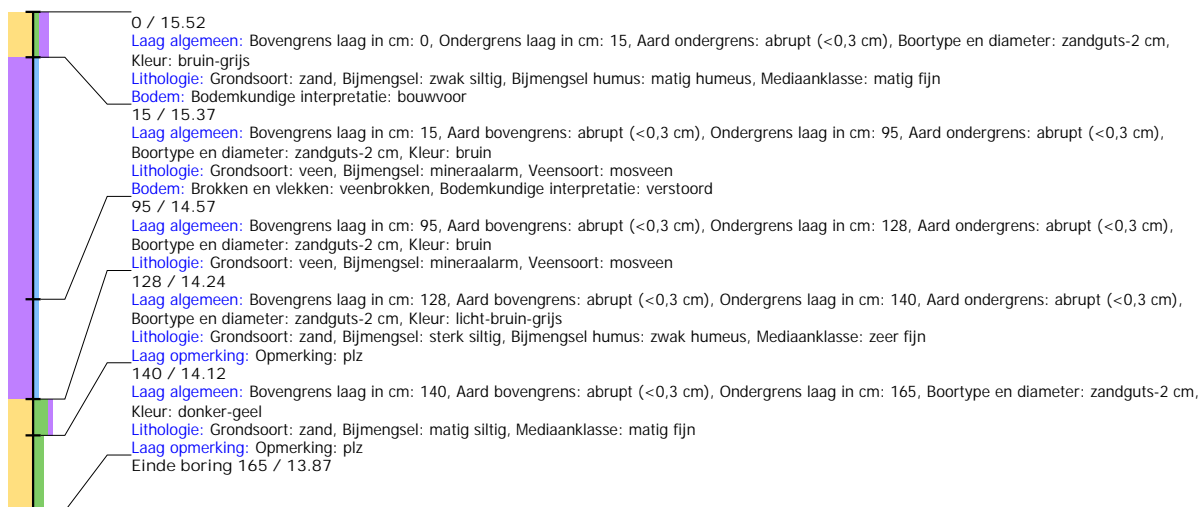 0 / 15.52
Laag algemeen: Bovengrens laag in cm: 0, Ondergrens laag in cm: 15, Aard ondergrens: abrupt (<0,3 cm), Boortype en diameter: zandguts-2 cm,
Kleur: bruin-grijs
Lithologie: Grondsoort: zand, Bijmengsel: zwak siltig, Bijmengsel humus: matig humeus, Mediaanklasse: matig fijn
Bodem: Bodemkundige interpretatie: bouwvoor
15 / 15.37
Laag algemeen: Bovengrens laag in cm: 15, Aard bovengrens: abrupt (<0,3 cm), Ondergrens laag in cm: 95, Aard ondergrens: abrupt (<0,3 cm),
Boortype en diameter: zandguts-2 cm, Kleur: bruin
Lithologie: Grondsoort: veen, Bijmengsel: mineraalarm, Veensoort: mosveen
Bodem: Brokken en vlekken: veenbrokken, Bodemkundige interpretatie: verstoord
95 / 14.57
Laag algemeen: Bovengrens laag in cm: 95, Aard bovengrens: abrupt (<0,3 cm), Ondergrens laag in cm: 128, Aard ondergrens: abrupt (<0,3 cm),
Boortype en diameter: zandguts-2 cm, Kleur: bruin
Lithologie: Grondsoort: veen, Bijmengsel: mineraalarm, Veensoort: mosveen
128 / 14.24
Laag algemeen: Bovengrens laag in cm: 128, Aard bovengrens: abrupt (<0,3 cm), Ondergrens laag in cm: 140, Aard ondergrens: abrupt (<0,3 cm),
Boortype en diameter: zandguts-2 cm, Kleur: licht-bruin-grijs
Lithologie: Grondsoort: zand, Bijmengsel: sterk siltig, Bijmengsel humus: zwak humeus, Mediaanklasse: zeer fijn
Laag opmerking: Opmerking: plz
140 / 14.12
Laag algemeen: Bovengrens laag in cm: 140, Aard bovengrens: abrupt (<0,3 cm), Ondergrens laag in cm: 165, Boortype en diameter: zandguts-2 cm,
Kleur: donker-geel
Lithologie: Grondsoort: zand, Bijmengsel: matig siltig, Mediaanklasse: matig fijn
Laag opmerking: Opmerking: plz
Einde boring 165 / 13.87